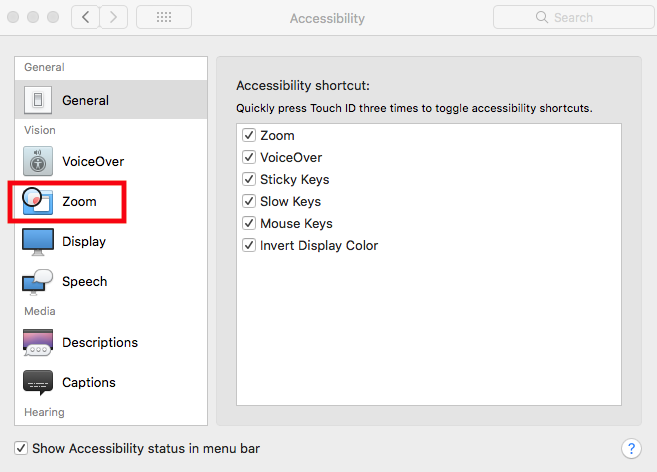 Accessibility
Search
General
General
Vision
VoiceOver
Zoom
Display
Speech
Media
Descriptions
Captions
Hearing
Accessibility shortcut:
Quickly press Touch ID three times to toggle accessibility shortcuts.
Zoom
VoiceOver
Sticky Keys
Slow Keys
Mouse Keys
Invert Display Color
Show Accessibility status in menu bar
?